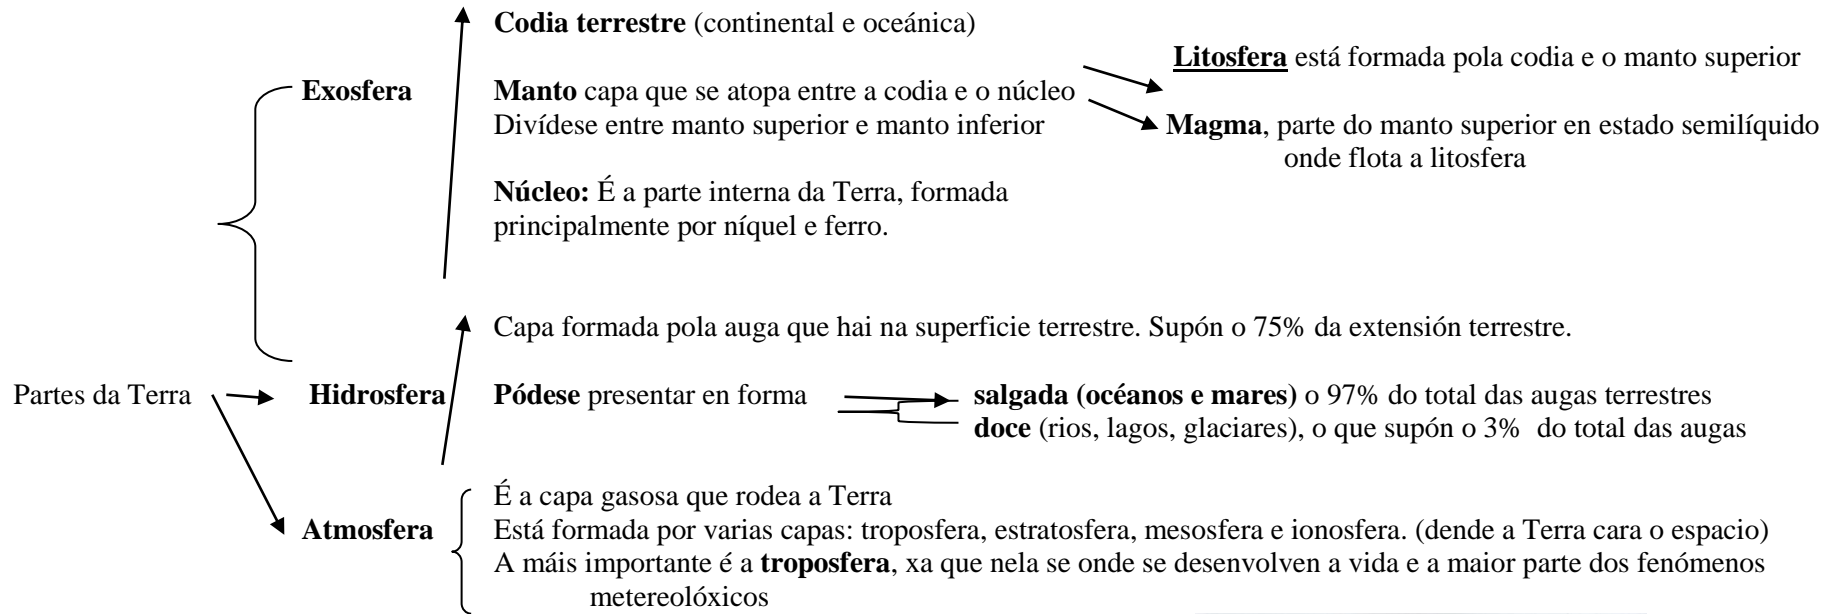 Codia terrestre (continental e oceánica)
Litosfera está formada pola codia e o manto superior
Exosfera
Manto capa que se atopa entre a codia e o núcleo
Divídese entre manto superior e manto inferior
Magma, parte do manto superior en estado semilíquido
onde flota a litosfera
Núcleo: É a parte interna da Terra, formada
principalmente por níquel e ferro.
Capa formada pola auga que hai na superficie terrestre. Supón o 75% da extensión terrestre.
Partes da Terra
Hidrosfera
Pódese presentar en forma
salgada (océanos e mares) o 97% do total das augas terrestres
doce (rios, lagos, glaciares), o que supón o 3% do total das augas
É a capa gasosa que rodea a Terra
Atmosfera
Está formada por varias capas: troposfera, estratosfera, mesosfera e ionosfera. (dende a Terra cara o espacio)
A máis importante é a troposfera, xa que nela se onde se desenvolven a vida e a maior parte dos fenómenos
metereolóxicos